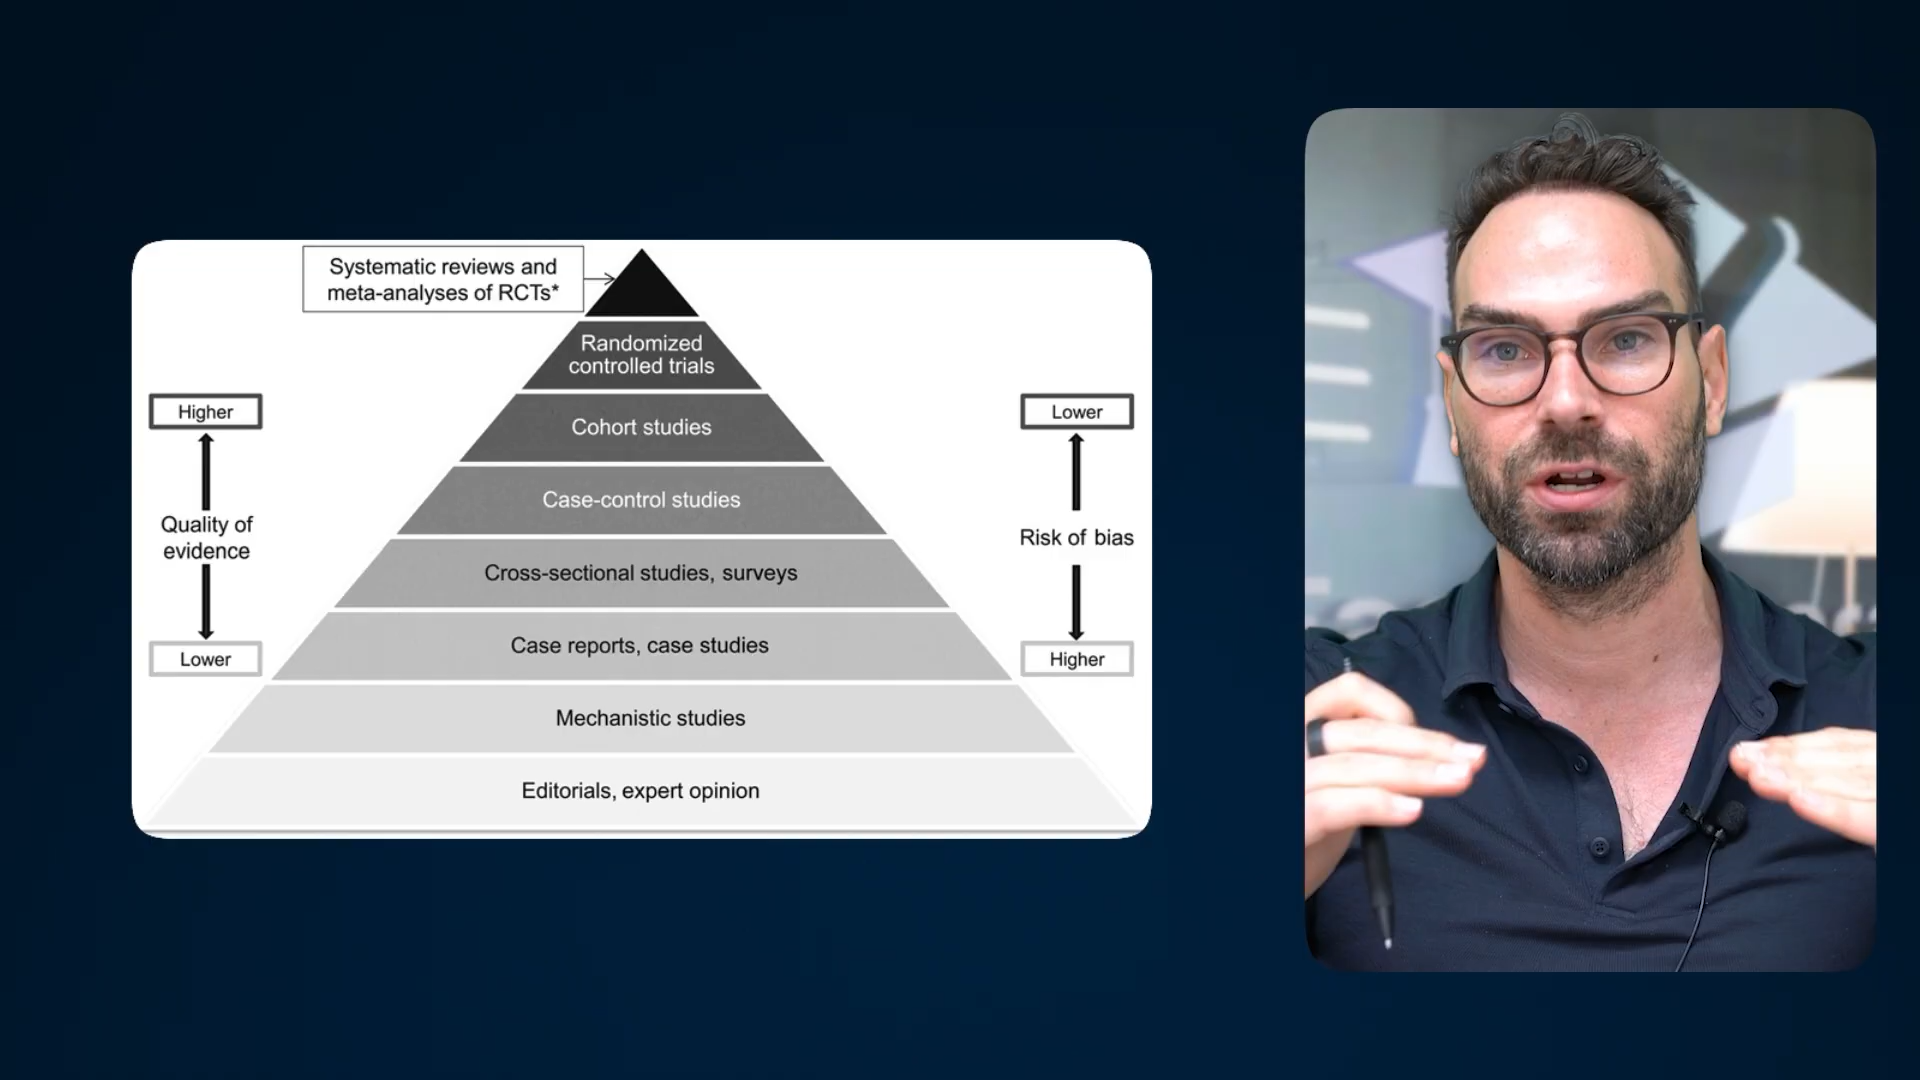 Systematic reviews and
meta-analyses of RCTs*
Randomized
controlled trials
Cohort studies
Case-control studies
Cross-sectional studies, surveys
Case reports, case studies
Mechanistic studies
Editorials, expert opinion
Higher
Quality of
evidence
Lower
Lower
Risk of bias
Higher